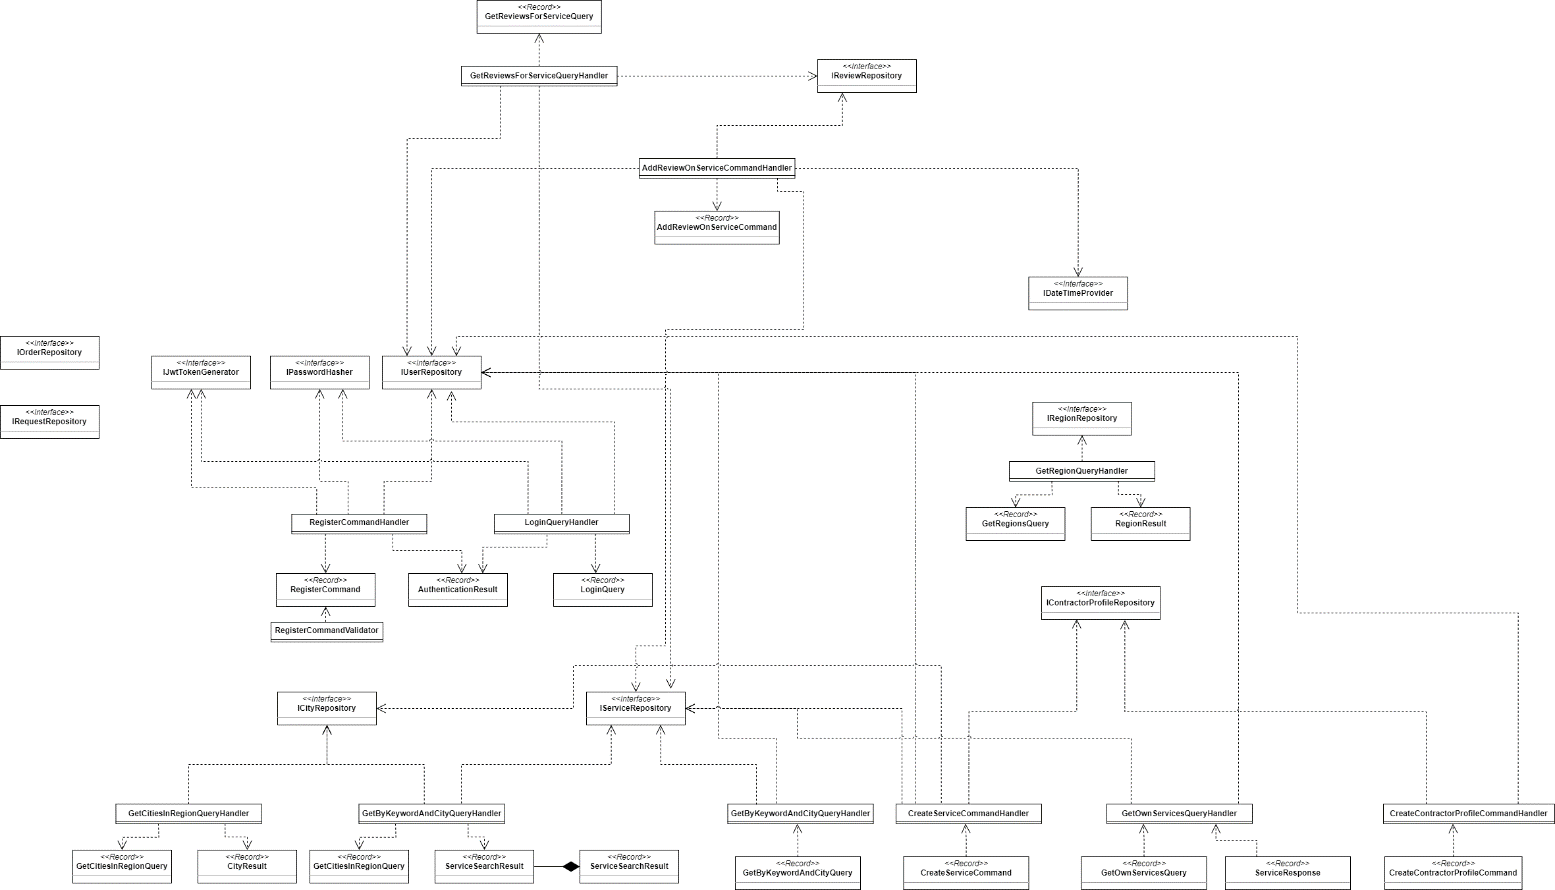 <<Record>>
GetReviewsForServiceQuery
GetReviewsForServiceQueryHandler
<<Interface>>
IReviewRepository
AddReviewOnServiceCommandHandler
<<Record>>
AddReviewOnServiceCommand
<<Interface>>
IDateTimeProvider
<<Interface>>
IOrderRepository
<<Interface>>
IJwtTokenGenerator
<<Interface>>
IPasswordHasher
<<Interface>>
IUserRepository
<<Interface>>
IRequestRepository
<<Interface>>
IRegionRepository
GetRegionQueryHandler
<<Record>>
GetRegionsQuery
<<Record>>
RegionResult
RegisterCommandHandler
LoginQueryHandler
<<Record>>
RegisterCommand
<<Record>>
AuthenticationResult
<<Record>>
LoginQuery
RegisterCommandValidator
<<Interface>>
IContractorProfileRepository
<<Interface>>
ICityRepository
<<Interface>>
IServiceRepository
GetCitiesInRegionQueryHandler
GetByKeywordAndCityQueryHandler
GetByKeywordAndCityQueryHandler
CreateServiceCommandHandler
GetOwnServicesQueryHandler
CreateContractorProfileCommandHandler
<<Record>>
GetCitiesInRegionQuery
<<Record>>
CityResult
<<Record>>
GetCitiesInRegionQuery
<<Record>>
ServiceSearchResult
<<Record>>
ServiceSearchResult
<<Record>>
GetByKeywordAndCityQuery
<<Record>>
CreateServiceCommand
<<Record>>
GetOwnServicesQuery
<<Record>>
ServiceResponse
<<Record>>
CreateContractorProfileCommand